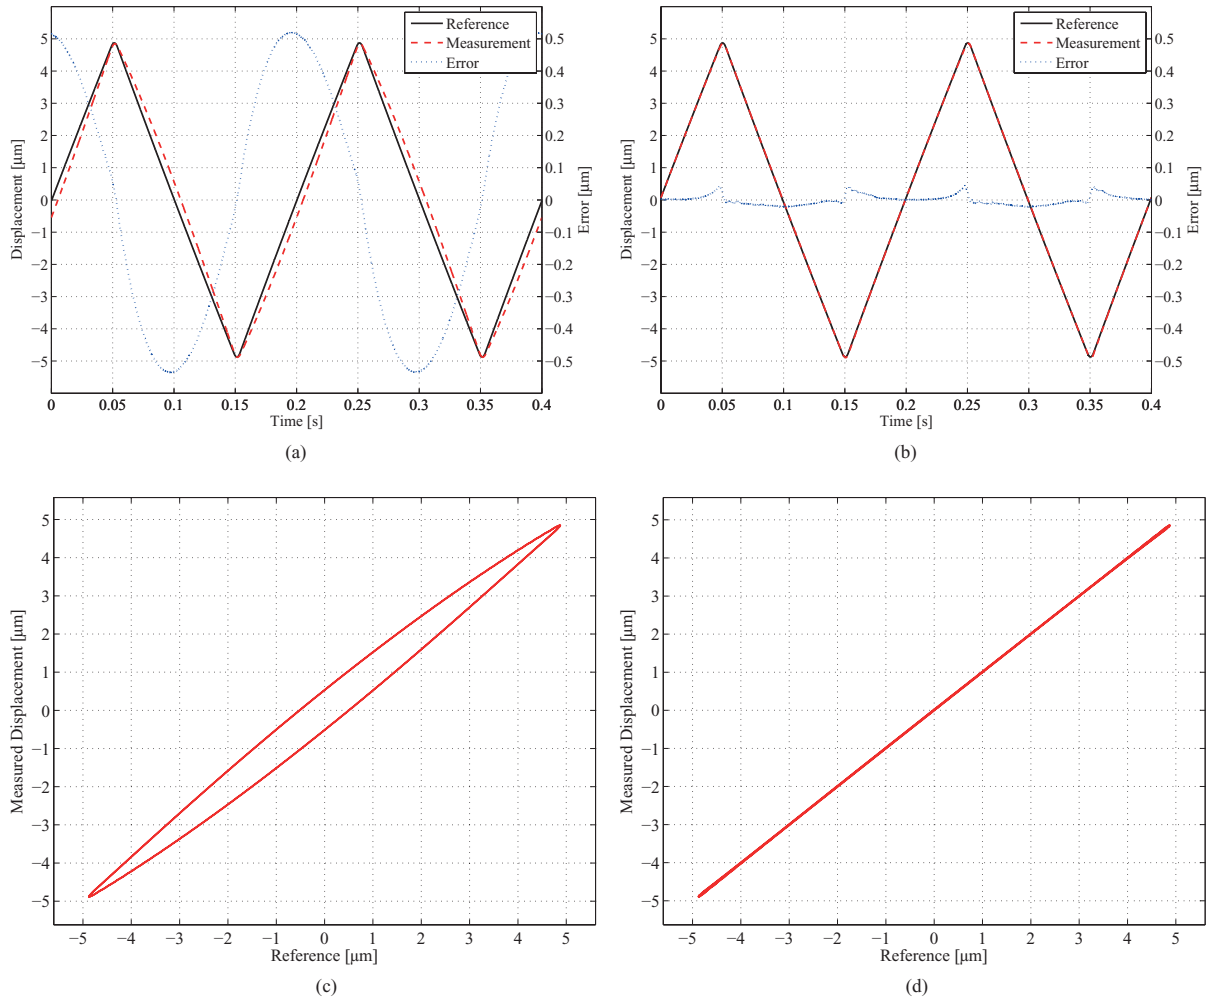 Reference
Measurement
Error
5
4
3
2
1
0
−1
−2
−3
−4
−5
Displacement [μm]
0.5
0.4
0.3
0.2
0.1
0
−0.1
−0.2
−0.3
−0.4
−0.5
Error [μm]
0 0.05 0.1 0.15 0.2 0.25 0.3 0.35 0.4
Time [s]
(a)
Reference
Measurement
Error
5
4
3
2
1
0
−1
−2
−3
−4
−5
Displacement [μm]
0.5
0.4
0.3
0.2
0.1
0
−0.1
−0.2
−0.3
−0.4
−0.5
Error [μm]
0 0.05 0.1 0.15 0.2 0.25 0.3 0.35 0.4
Time [s]
(b)
5
4
3
2
1
0
−1
−2
−3
−4
−5
Measured Displacement [μm]
−5 −4 −3 −2 −1 0 1 2 3 4 5
Reference [μm]
(c)
5
4
3
2
1
0
−1
−2
−3
−4
−5
Measured Displacement [μm]
−5 −4 −3 −2 −1 0 1 2 3 4 5
Reference [μm]
(d)